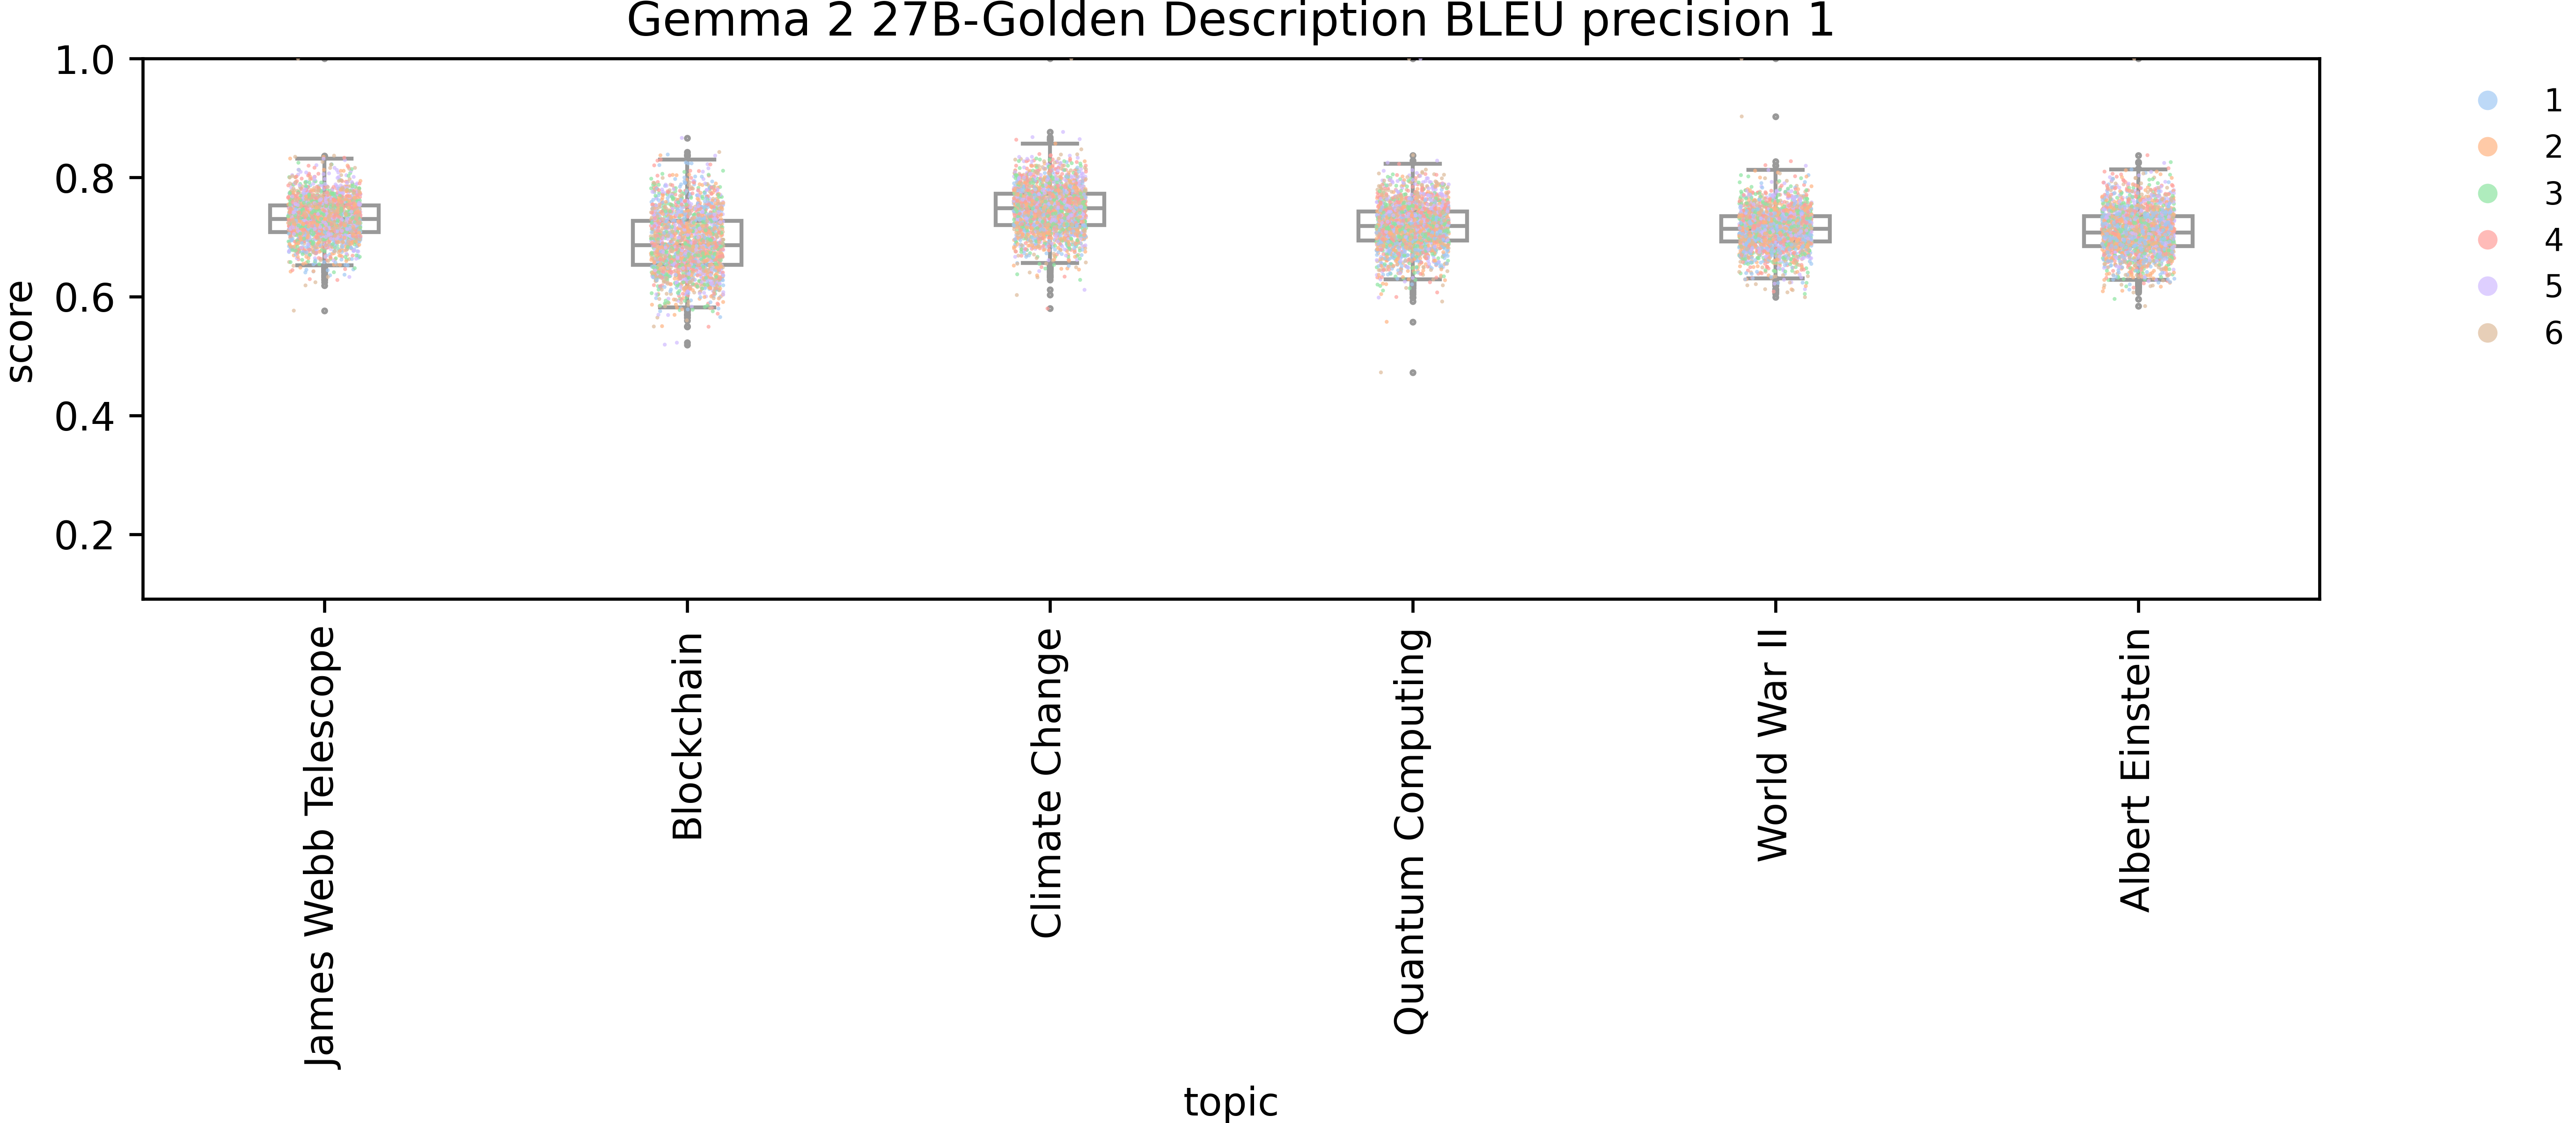 Gemma 2 27B-Golden Description BLEU precision 1
1.0
0.8
0.6
0.4
0.2
score
1
2
3
4
5
6
James Webb Telescope
Blockchain
Climate Change
Quantum Computing
World War II
Albert Einstein
topic